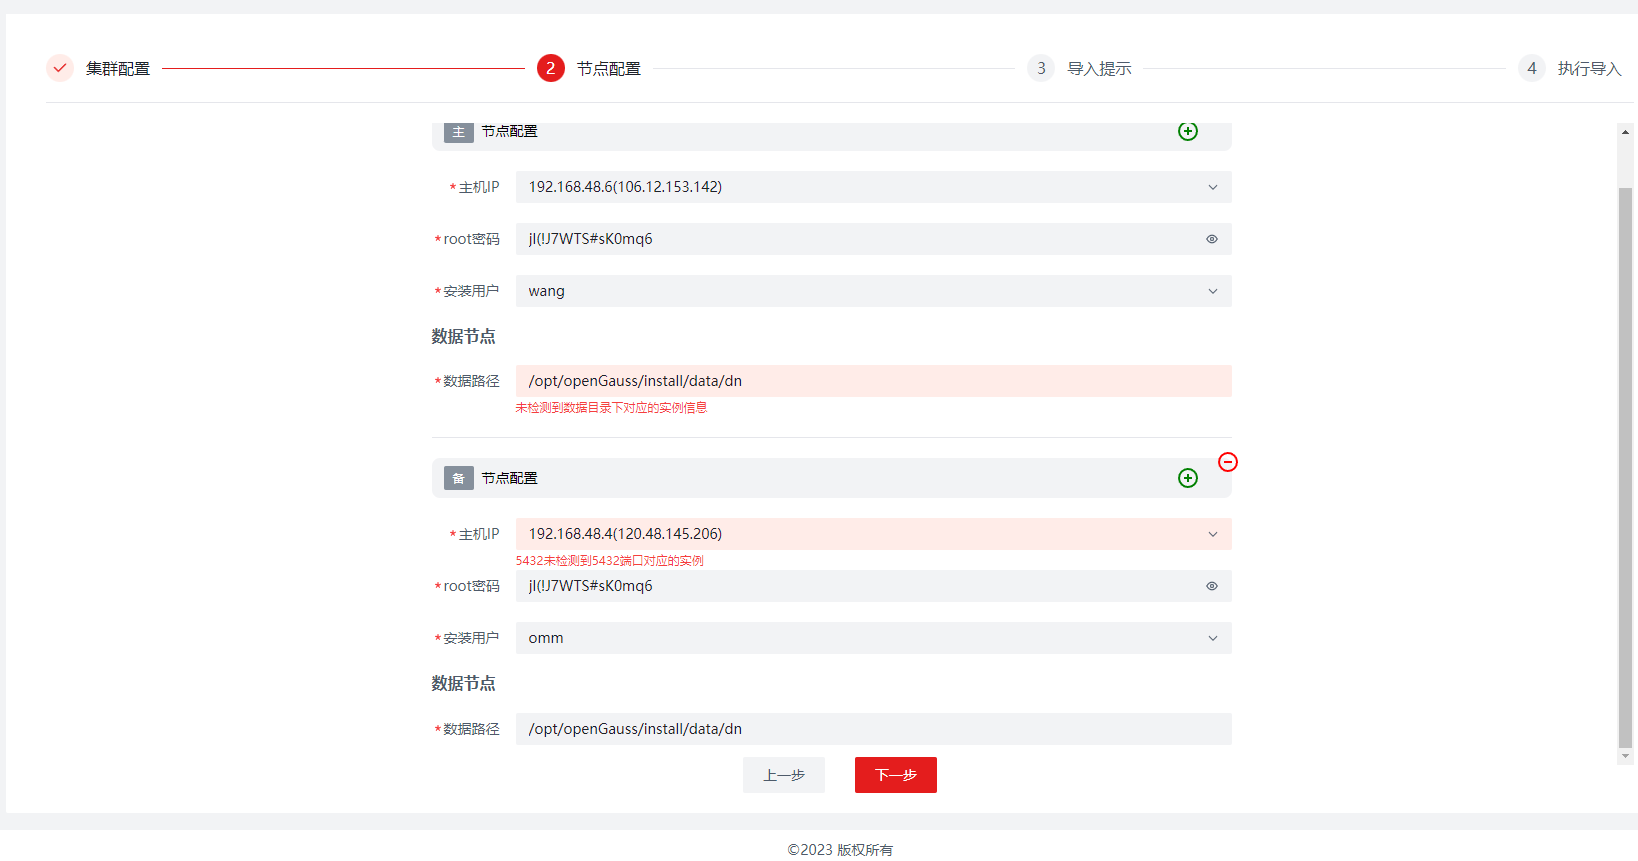 集群配置
2 节点配置
3 导入提示
4 执行导入
主 节点配置
*主机IP 192.168.48.6(106.12.153.142)
*root密码 jI(!J7WTS#sK0mq6
*安装用户 wang
数据节点
*数据路径 /opt/openGauss/install/data/dn
未检测到数据目录下对应的实例信息
备 节点配置
*主机IP 192.168.48.4(120.48.145.206)
5432未检测到5432端口对应的实例
*root密码 jI(!J7WTS#sK0mq6
*安装用户 omm
数据节点
*数据路径 /opt/openGauss/install/data/dn
上一步 下一步
©2023 版权所有